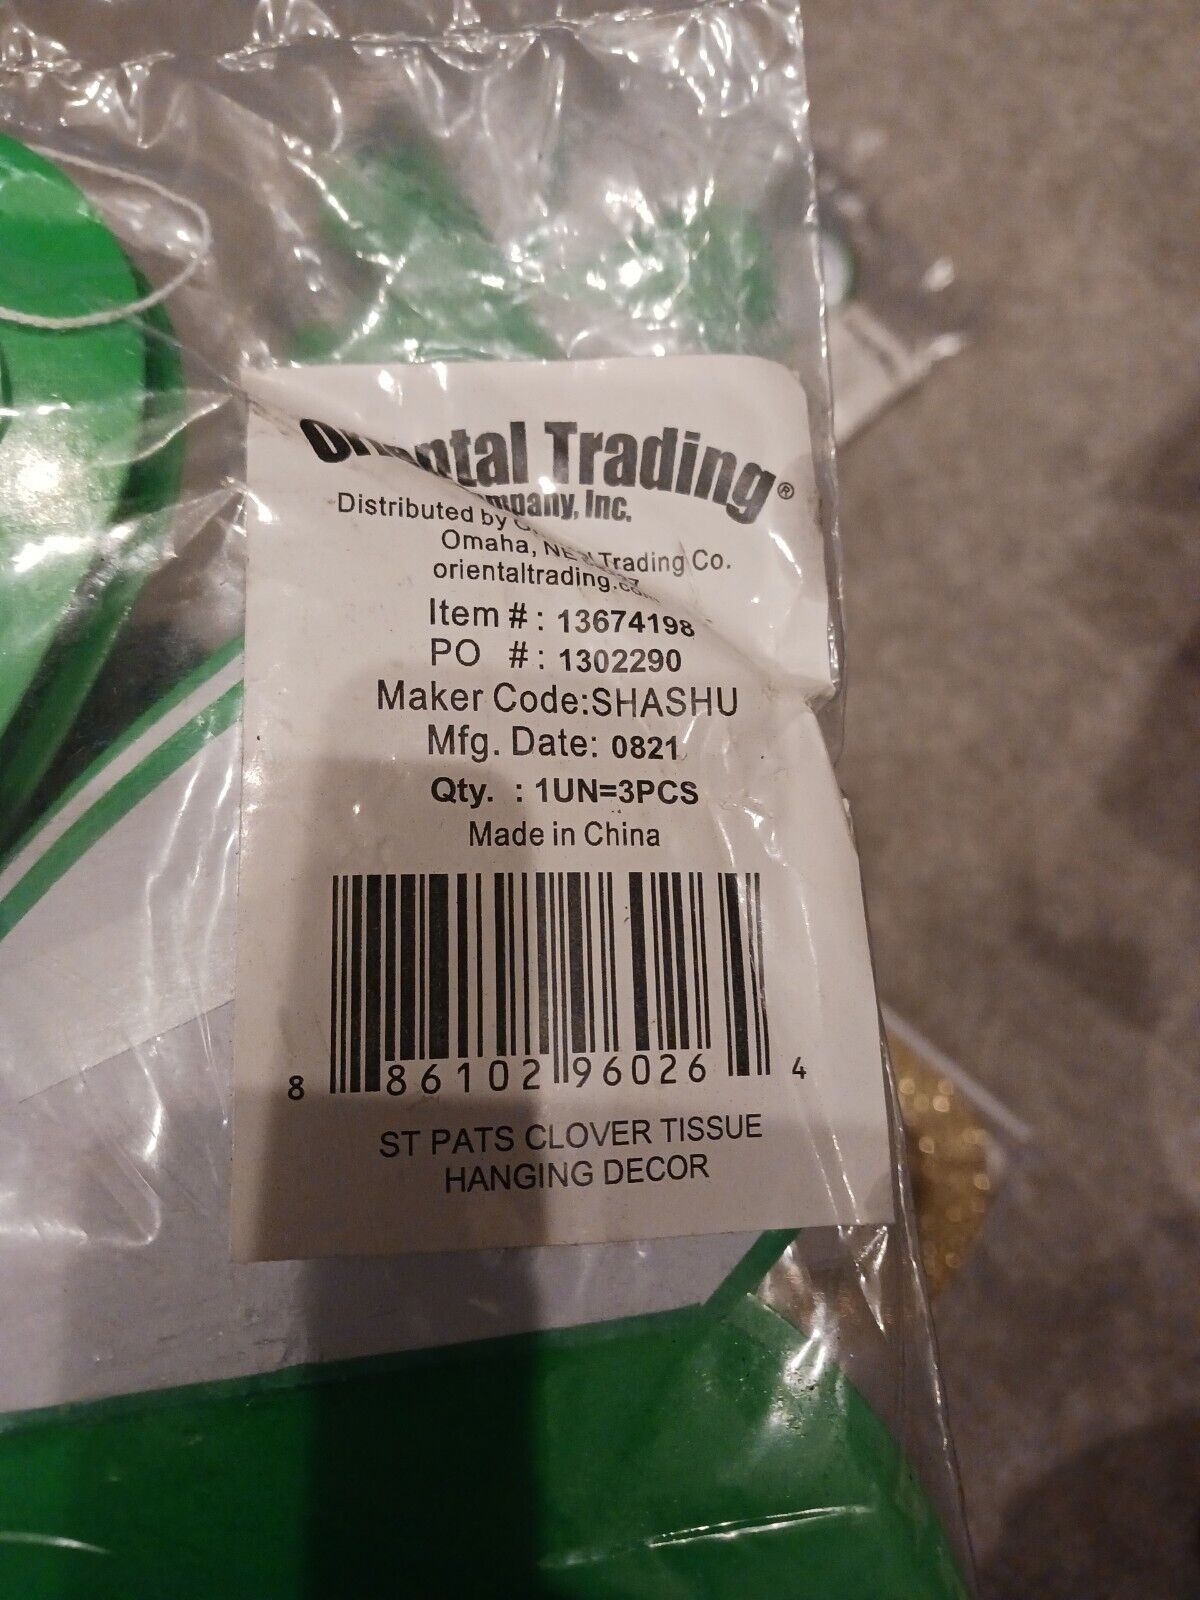 Oriental Trading®
Company, Inc.
Distributed by Trading Co.
Omaha, NE
orientaltrading.com
Item #: 13674198
PO #: 1302290
Maker Code:SHASHU
Mfg. Date: 0821
Qty. : 1UN=3PCS
Made in China
8 86102 96026 4
ST PATS CLOVER TISSUE
HANGING DECOR